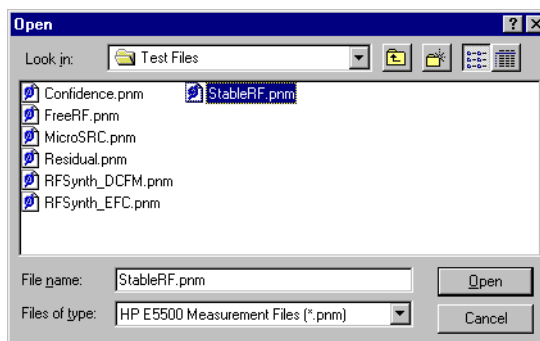 Open
Look in: Test Files
Confidence.pnm
FreeRF.pnm
MicroSRC.pnm
Residual.pnm
RFSynth_DCFM.pnm
RFSynth_EFC.pnm
StableRF.pnm
File name: StableRF.pnm Open
Files of type: HP E5500 Measurement Files (*.pnm) Cancel